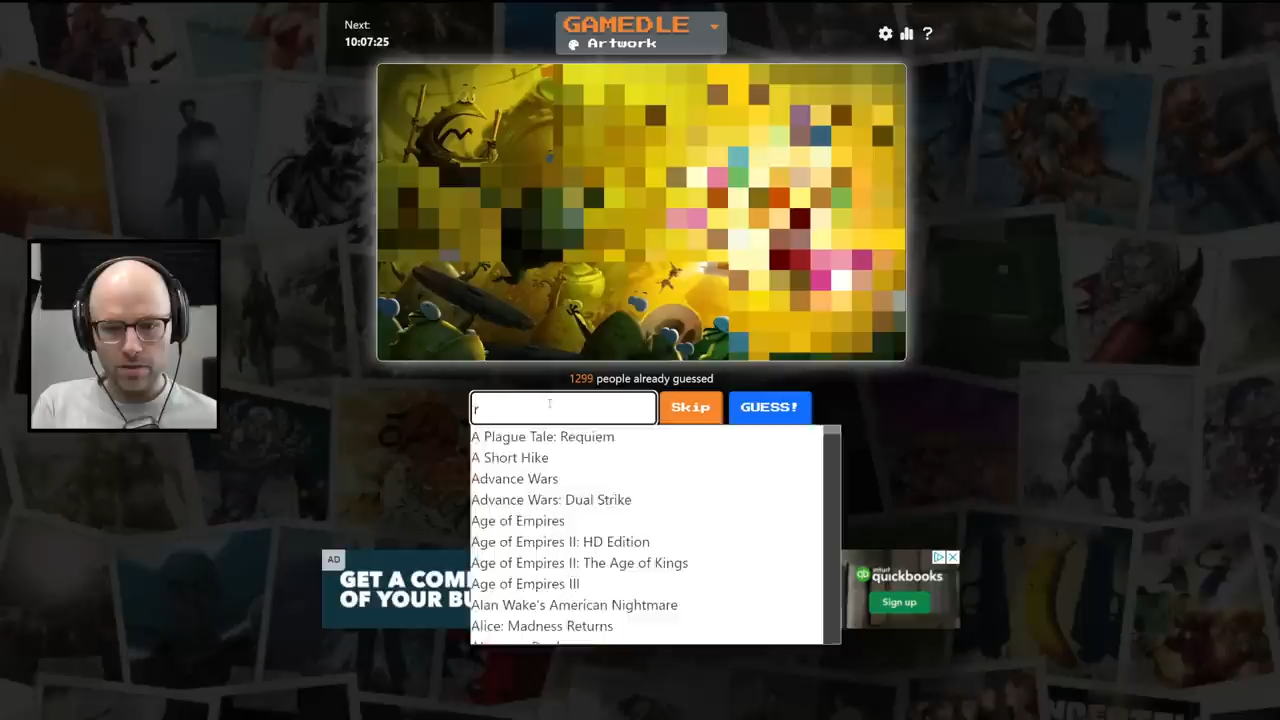 Next:
10:07:25
GAMEDLE
Artwork
?
1299 people already guessed
r
Skip
GUESS!
A Plague Tale: Requiem
A Short Hike
Advance Wars
Advance Wars: Dual Strike
Age of Empires
Age of Empires II: HD Edition
Age of Empires II: The Age of Kings
Age of Empires III
Alan Wake's American Nightmare
Alice: Madness Returns
AD
GET A COM
OF YOUR BU
intuit
quickbooks
Sign up